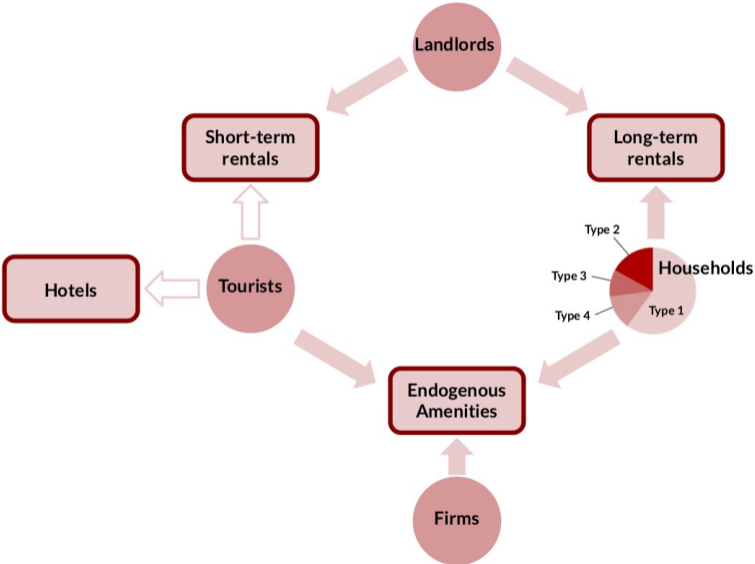 Landlords
Short-term
rentals
Long-term
rentals
Type 2
Households
Type 3
Type 1
Type 4
Hotels
Tourists
Endogenous
Amenities
Firms